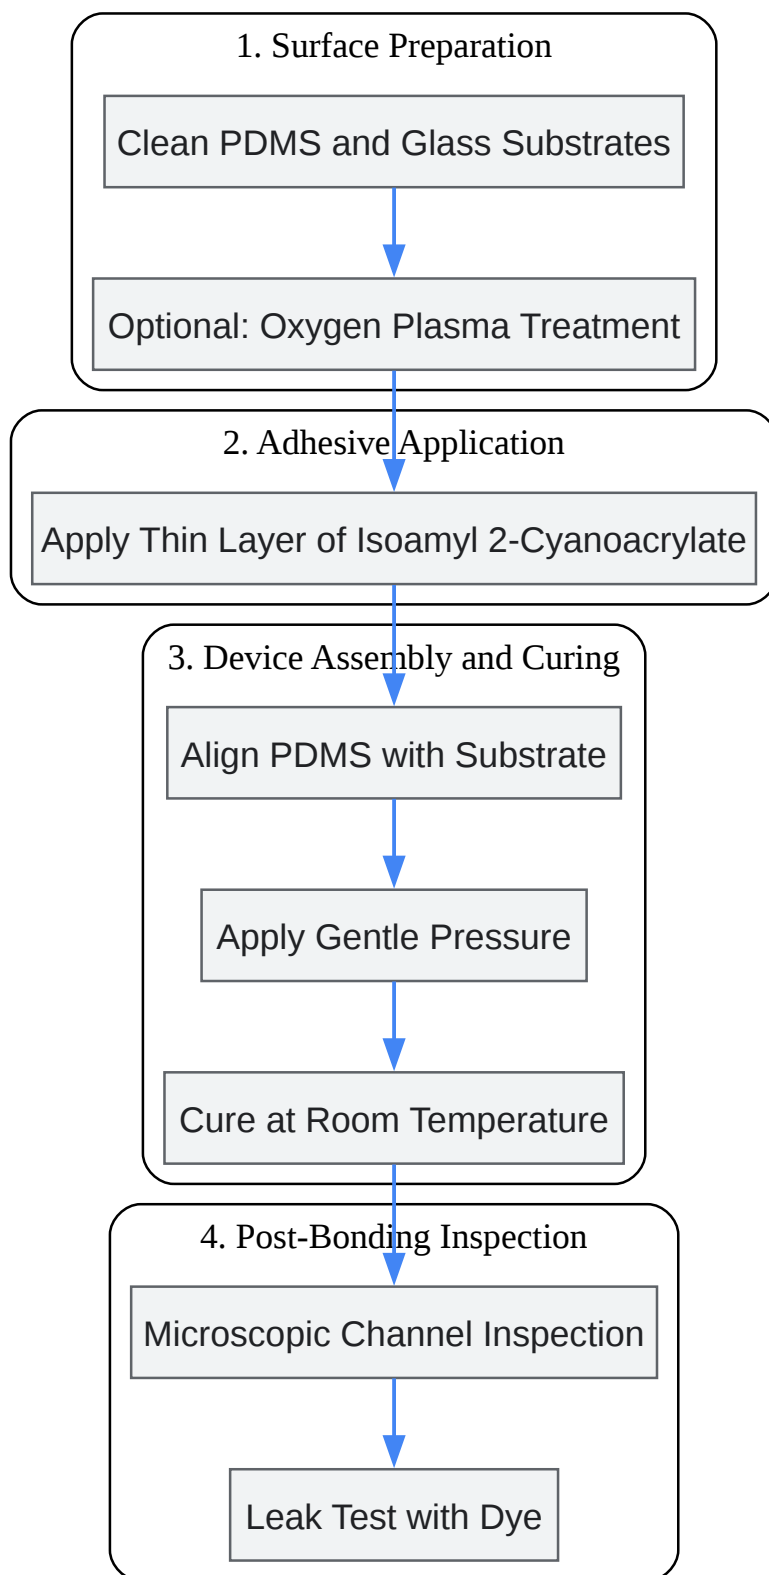 1. Surface Preparation
Clean PDMS and Glass Substrates
Optional: Oxygen Plasma Treatment
2. Adhesive Application
Apply Thin Layer of Isoamyl 2-Cyanoacrylate
3. Device Assembly and Curing
Align PDMS with Substrate
Apply Gentle Pressure
Cure at Room Temperature
4. Post-Bonding Inspection
Microscopic Channel Inspection
Leak Test with Dye